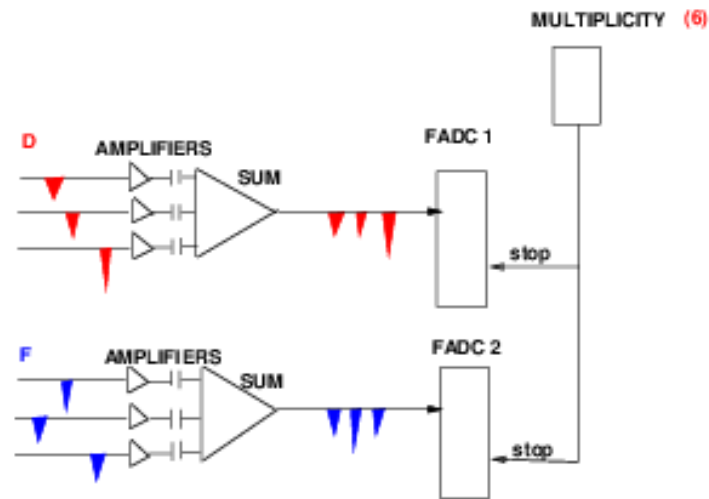 MULTIPLICITY (6)
D
AMPLIFIERS
SUM
FADC 1
stop
F
AMPLIFIERS
SUM
FADC 2
stop